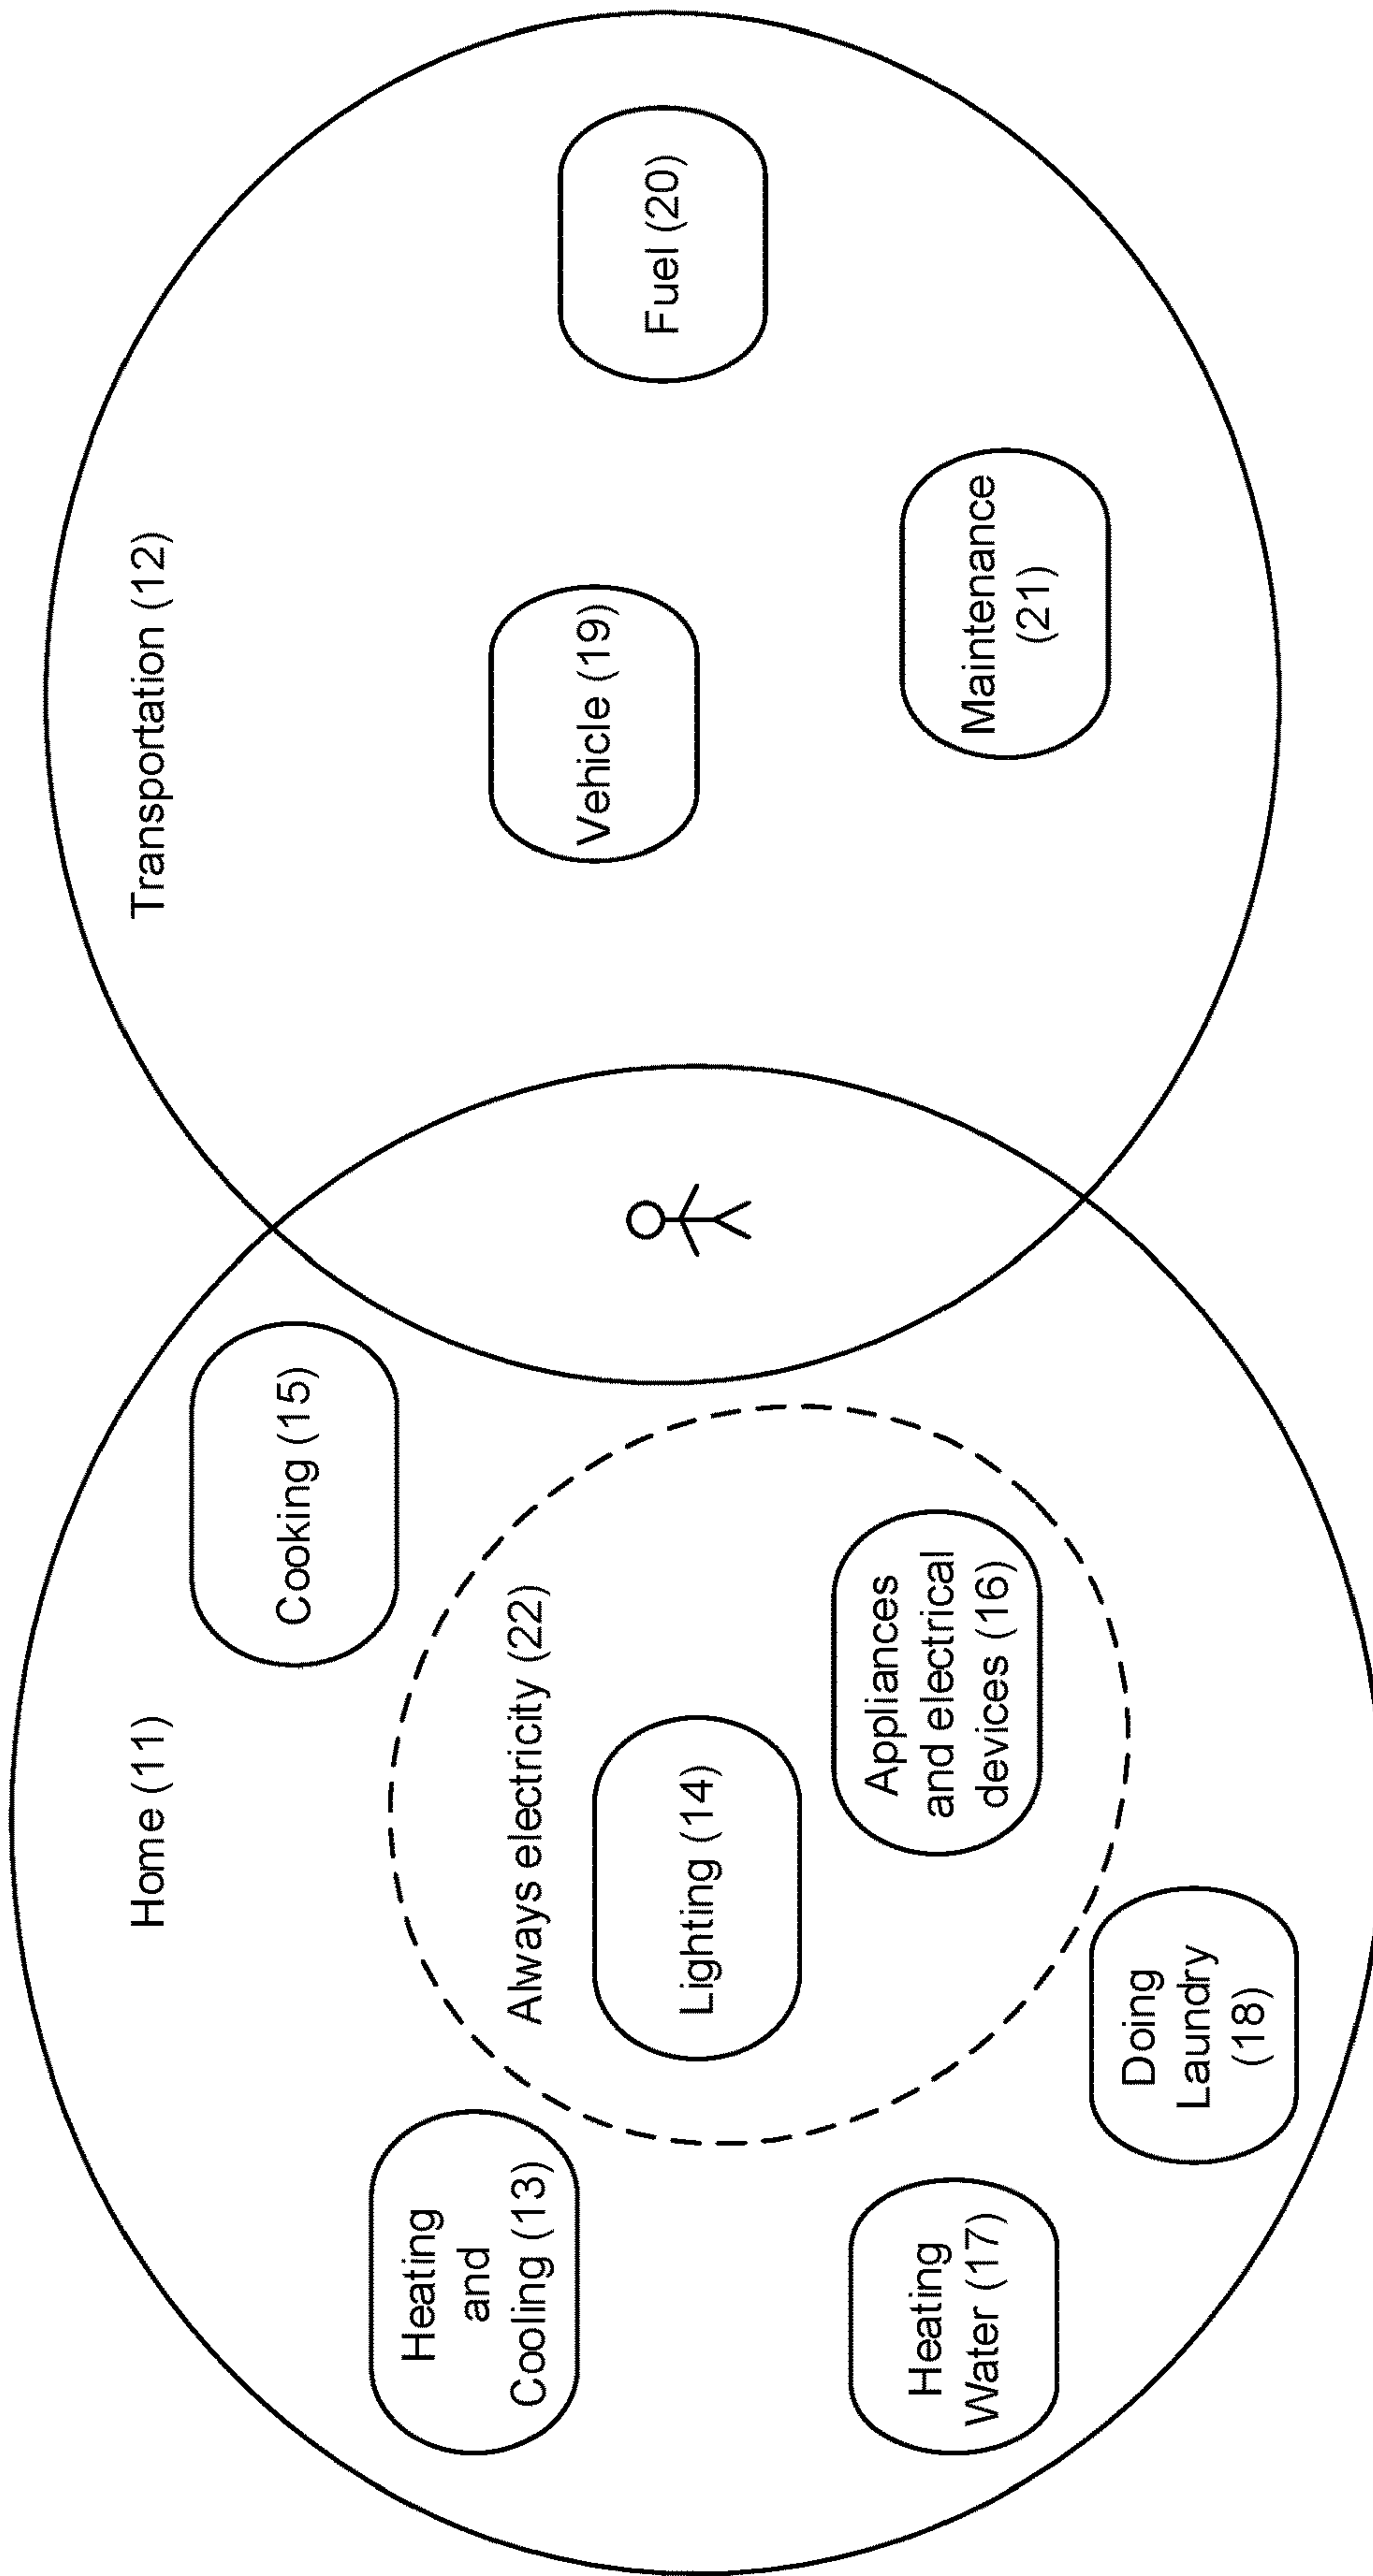 Home (11)
Transportation (12)
Cooking (15)
Heating
and
Cooling (13)
Always electricity (22)
Lighting (14)
Appliances
and electrical
devices (16)
Heating
Water (17)
Doing
Laundry
(18)
Vehicle (19)
Fuel (20)
Maintenance
(21)